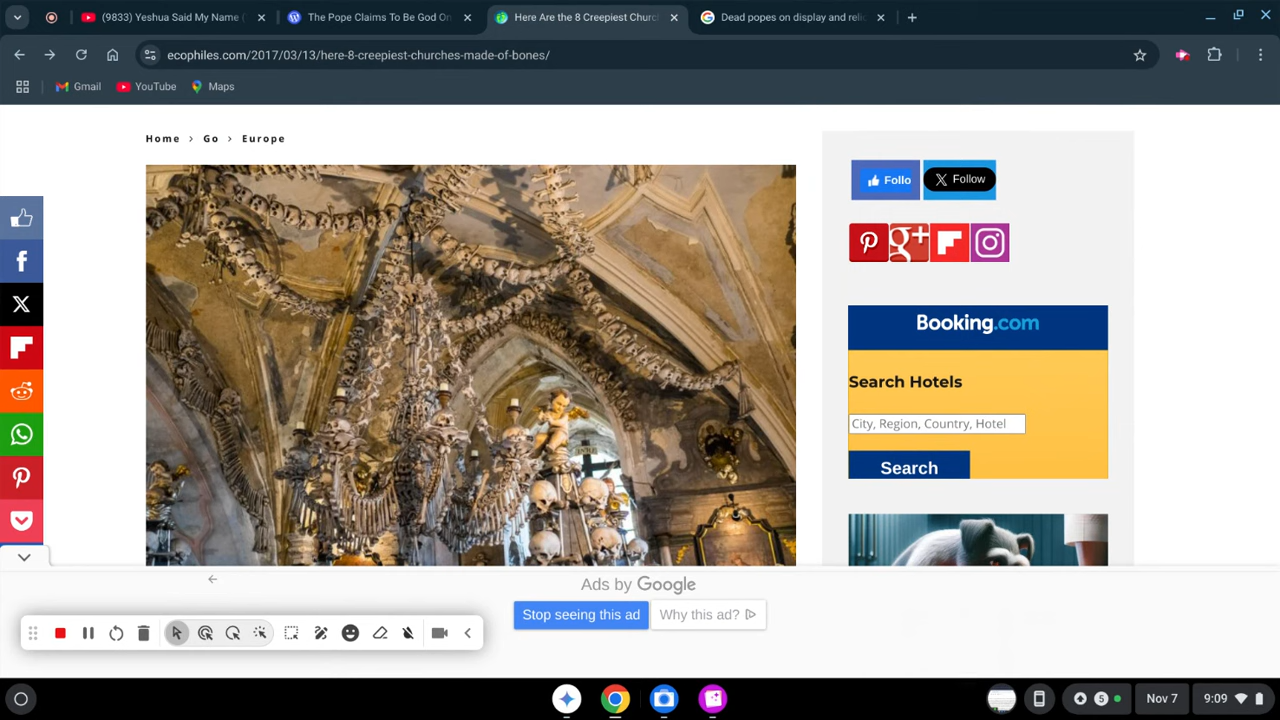 (9833) Yeshua Said My Name (
The Pope Claims To Be God On
Here Are the 8 Creepiest Churc
Dead popes on display and reli
ecophiles.com/2017/03/13/here-8-creepiest-churches-made-of-bones/
Gmail
YouTube
Maps
Home > Go > Europe
Follo
Follow
g+
Booking.com
Search Hotels
City, Region, Country, Hotel
Search
Ads by Google
Stop seeing this ad
Why this ad?
5
Nov 7
9:09